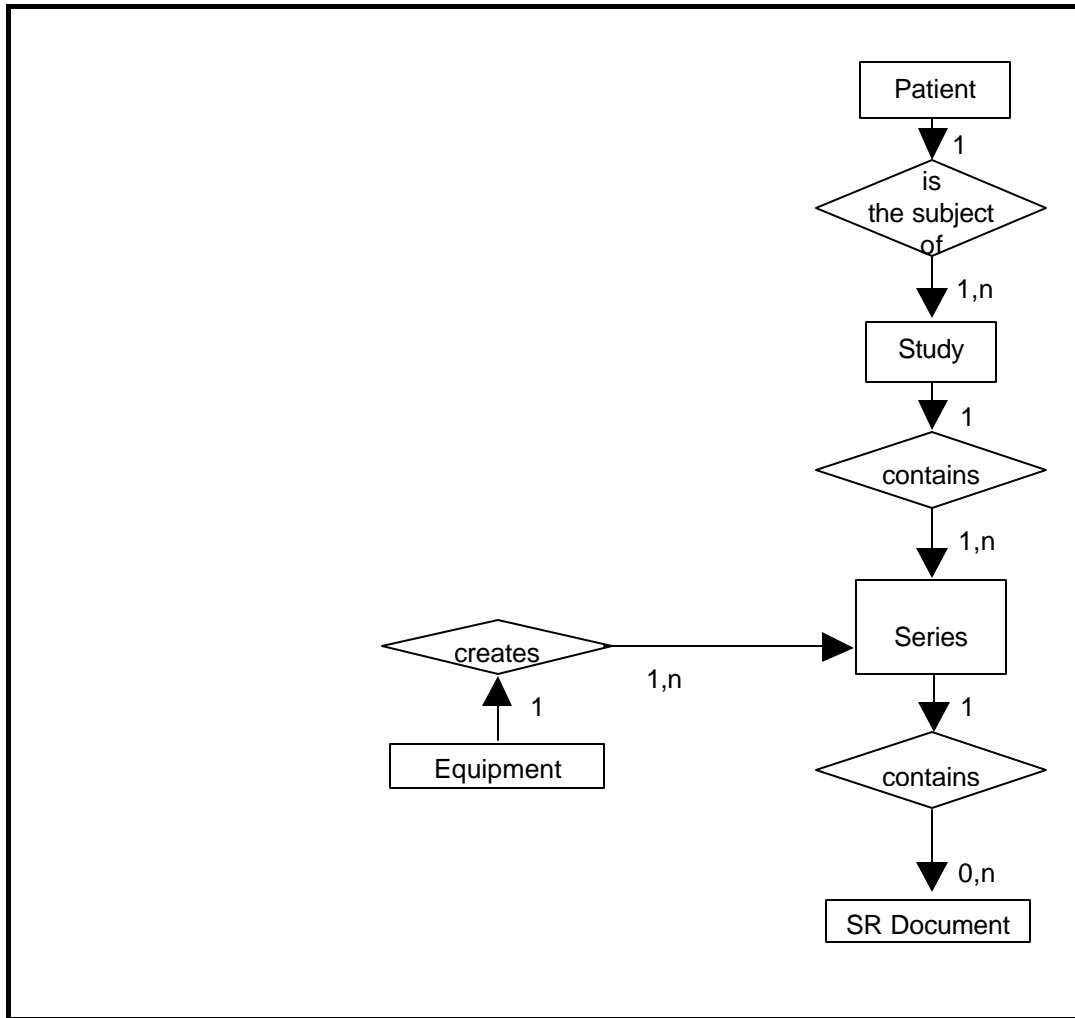 Patient
1
is
the subject
of
1,n
Study
1
contains
1,n
Series
creates
1,n
1
1
Equipment
contains
0,n
SR Document